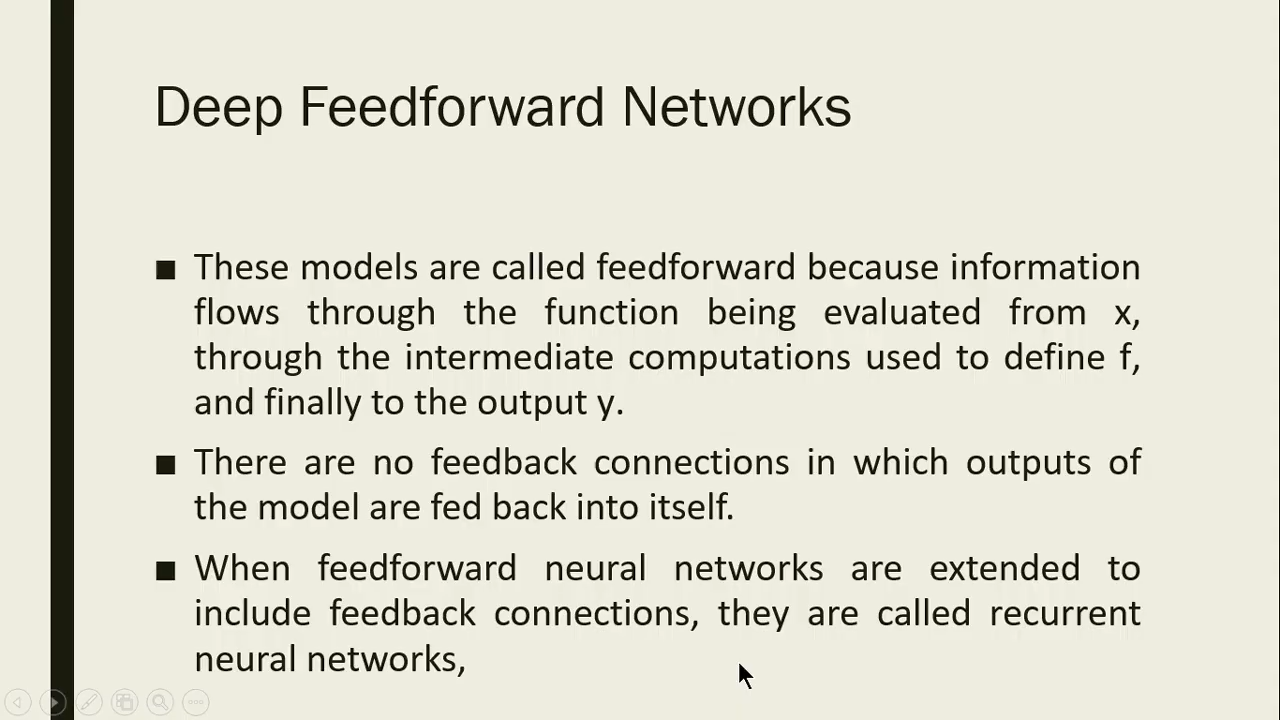 Deep Feedforward Networks
■ These models are called feedforward because information
flows through the function being evaluated from x,
through the intermediate computations used to define f,
and finally to the output y.
■ There are no feedback connections in which outputs of
the model are fed back into itself.
■ When feedforward neural networks are extended to
include feedback connections, they are called recurrent
neural networks,